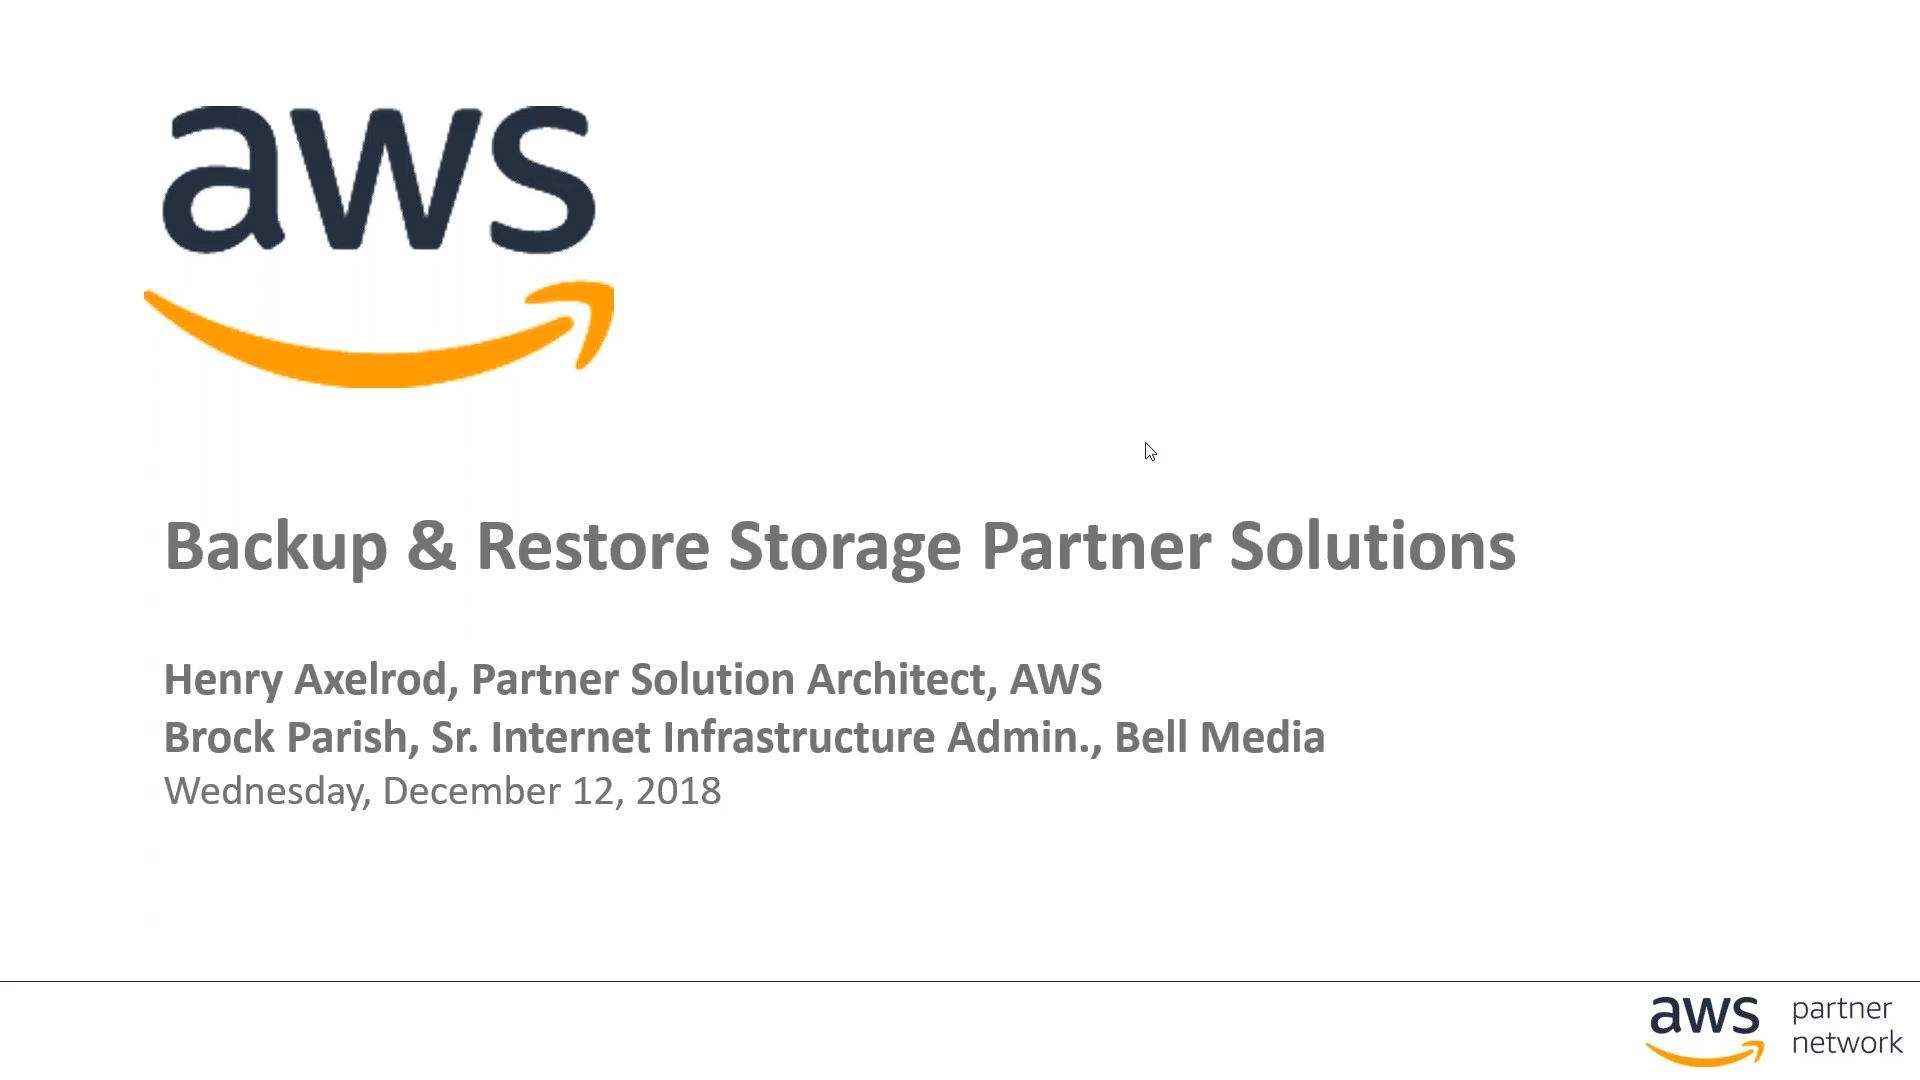 aws
Backup & Restore Storage Partner Solutions
Henry Axelrod, Partner Solution Architect, AWS
Brock Parish, Sr. Internet Infrastructure Admin., Bell Media
Wednesday, December 12, 2018
aws partner
network